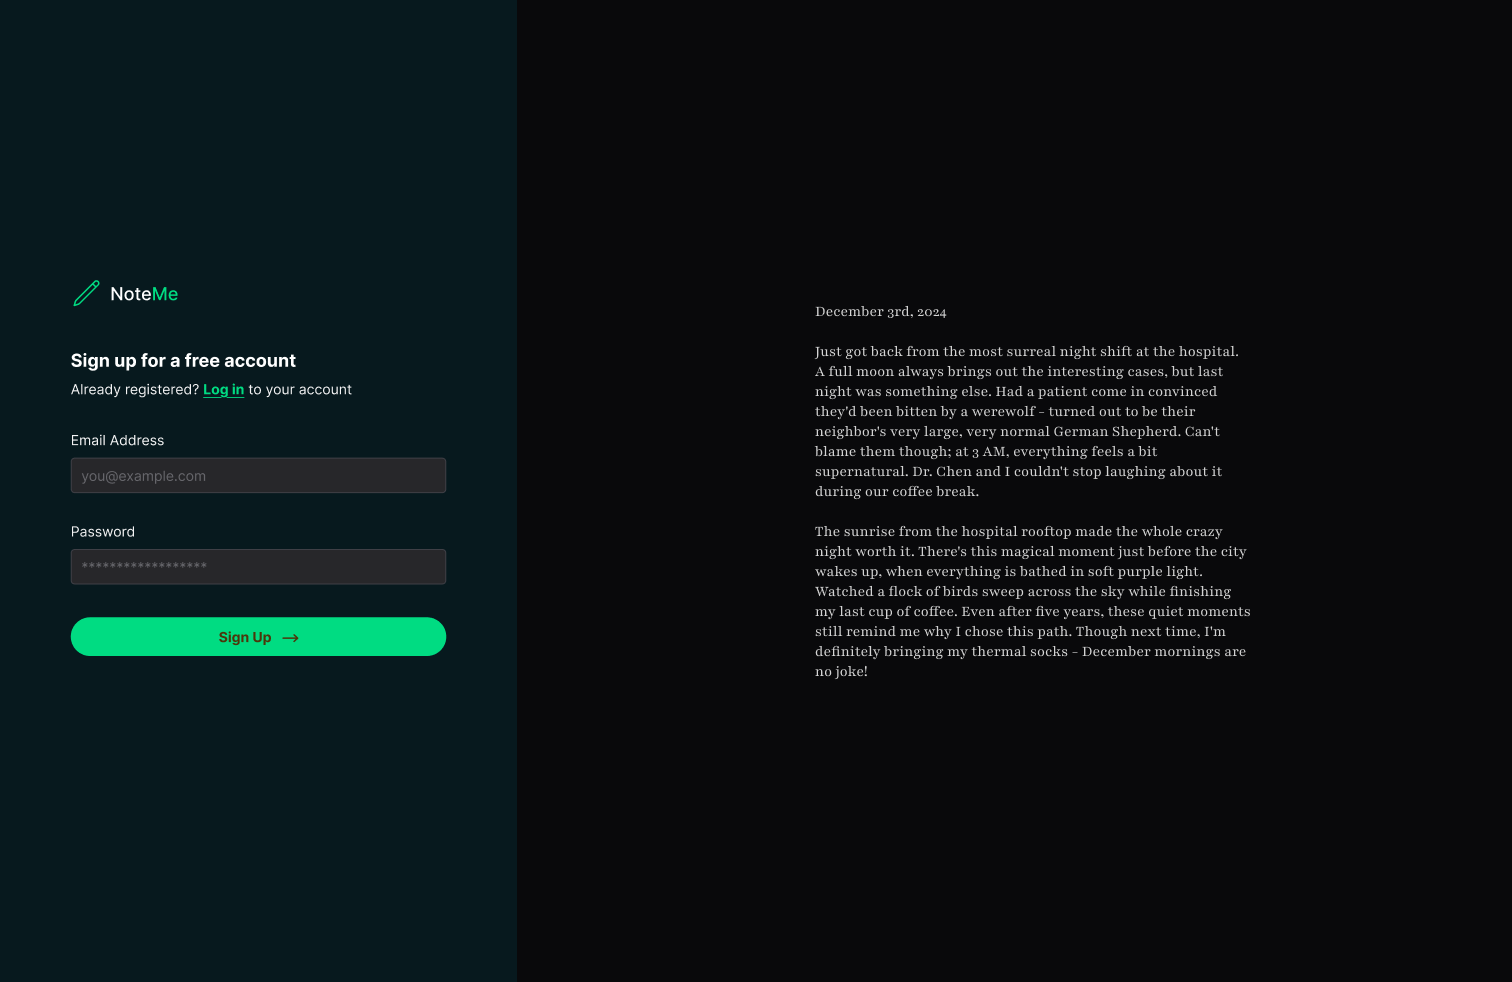 NoteMe
Sign up for a free account
Already registered? Log in to your account
Email Address
you@example.com
Password
******************
Sign Up →
December 3rd, 2024
Just got back from the most surreal night shift at the hospital.
A full moon always brings out the interesting cases, but last
night was something else. Had a patient come in convinced
they'd been bitten by a werewolf - turned out to be their
neighbor's very large, very normal German Shepherd. Can't
blame them though; at 3 AM, everything feels a bit
supernatural. Dr. Chen and I couldn't stop laughing about it
during our coffee break.
The sunrise from the hospital rooftop made the whole crazy
night worth it. There's this magical moment just before the city
wakes up, when everything is bathed in soft purple light.
Watched a flock of birds sweep across the sky while finishing
my last cup of coffee. Even after five years, these quiet moments
still remind me why I chose this path. Though next time, I'm
definitely bringing my thermal socks - December mornings are
no joke!